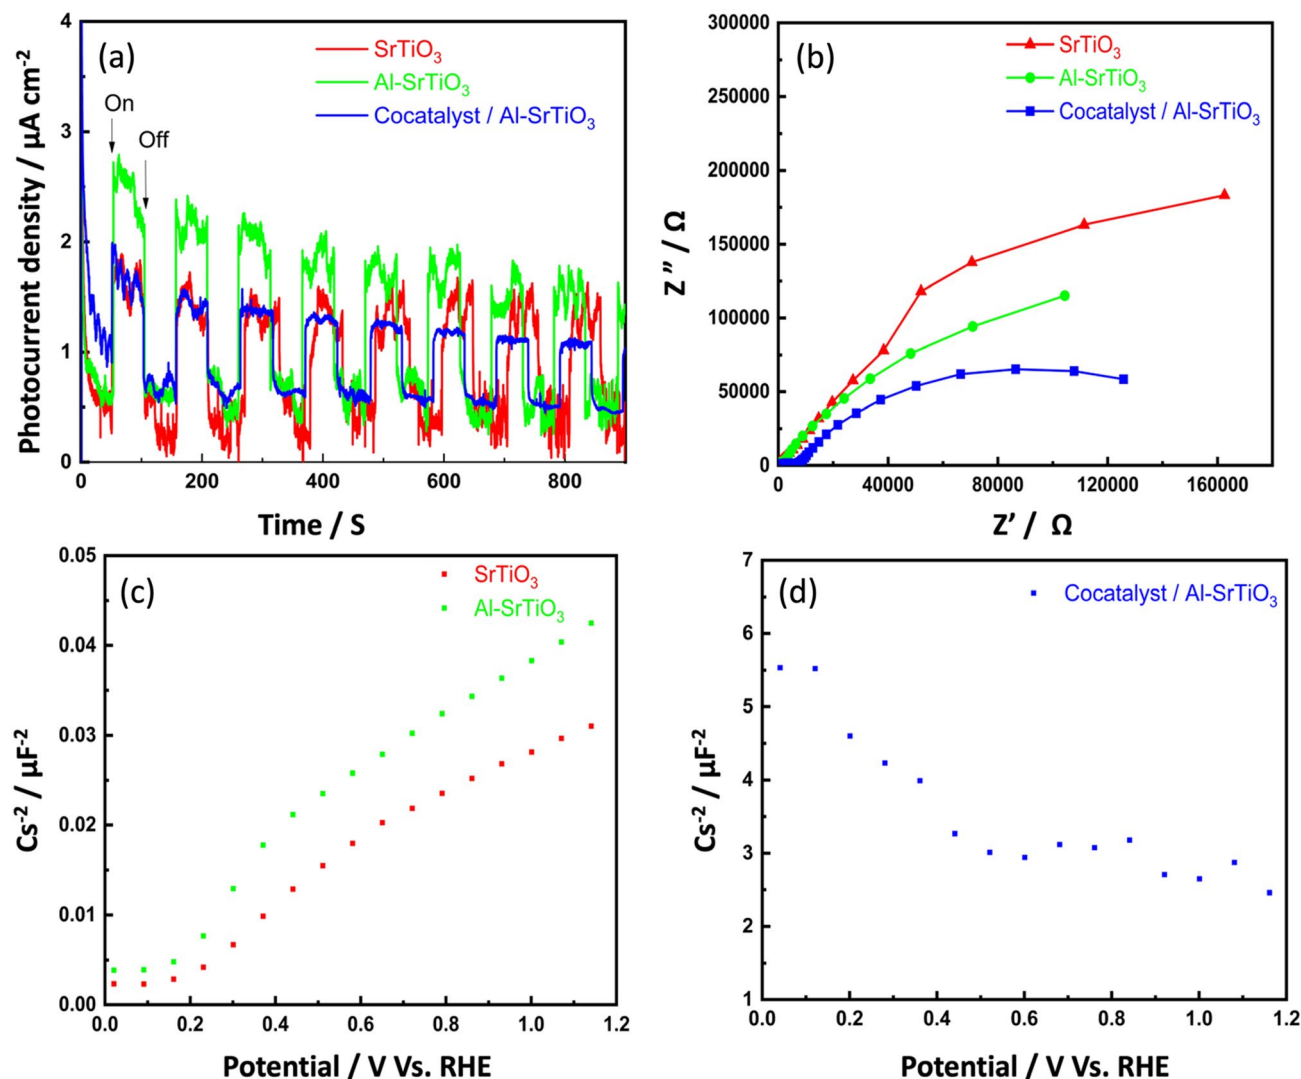 (a)
SrTiO₃
Al-SrTiO₃
Cocatalyst / Al-SrTiO₃
On
Off
4
3
2
1
0
Photocurrent density / µA cm⁻²
0
200
400
600
800
Time / S
(b)
SrTiO₃
Al-SrTiO₃
Cocatalyst / Al-SrTiO₃
300000
250000
200000
150000
100000
50000
0
Z” / Ω
0
40000
80000
120000
160000
Z’ / Ω
(c)
SrTiO₃
Al-SrTiO₃
0.05
0.04
0.03
0.02
0.01
0.00
Cs⁻² / µF⁻²
0.0
0.2
0.4
0.6
0.8
1.0
1.2
Potential / V Vs. RHE
(d)
Cocatalyst / Al-SrTiO₃
7
6
5
4
3
2
1
Cs⁻² / µF⁻²
0.0
0.2
0.4
0.6
0.8
1.0
1.2
Potential / V Vs. RHE